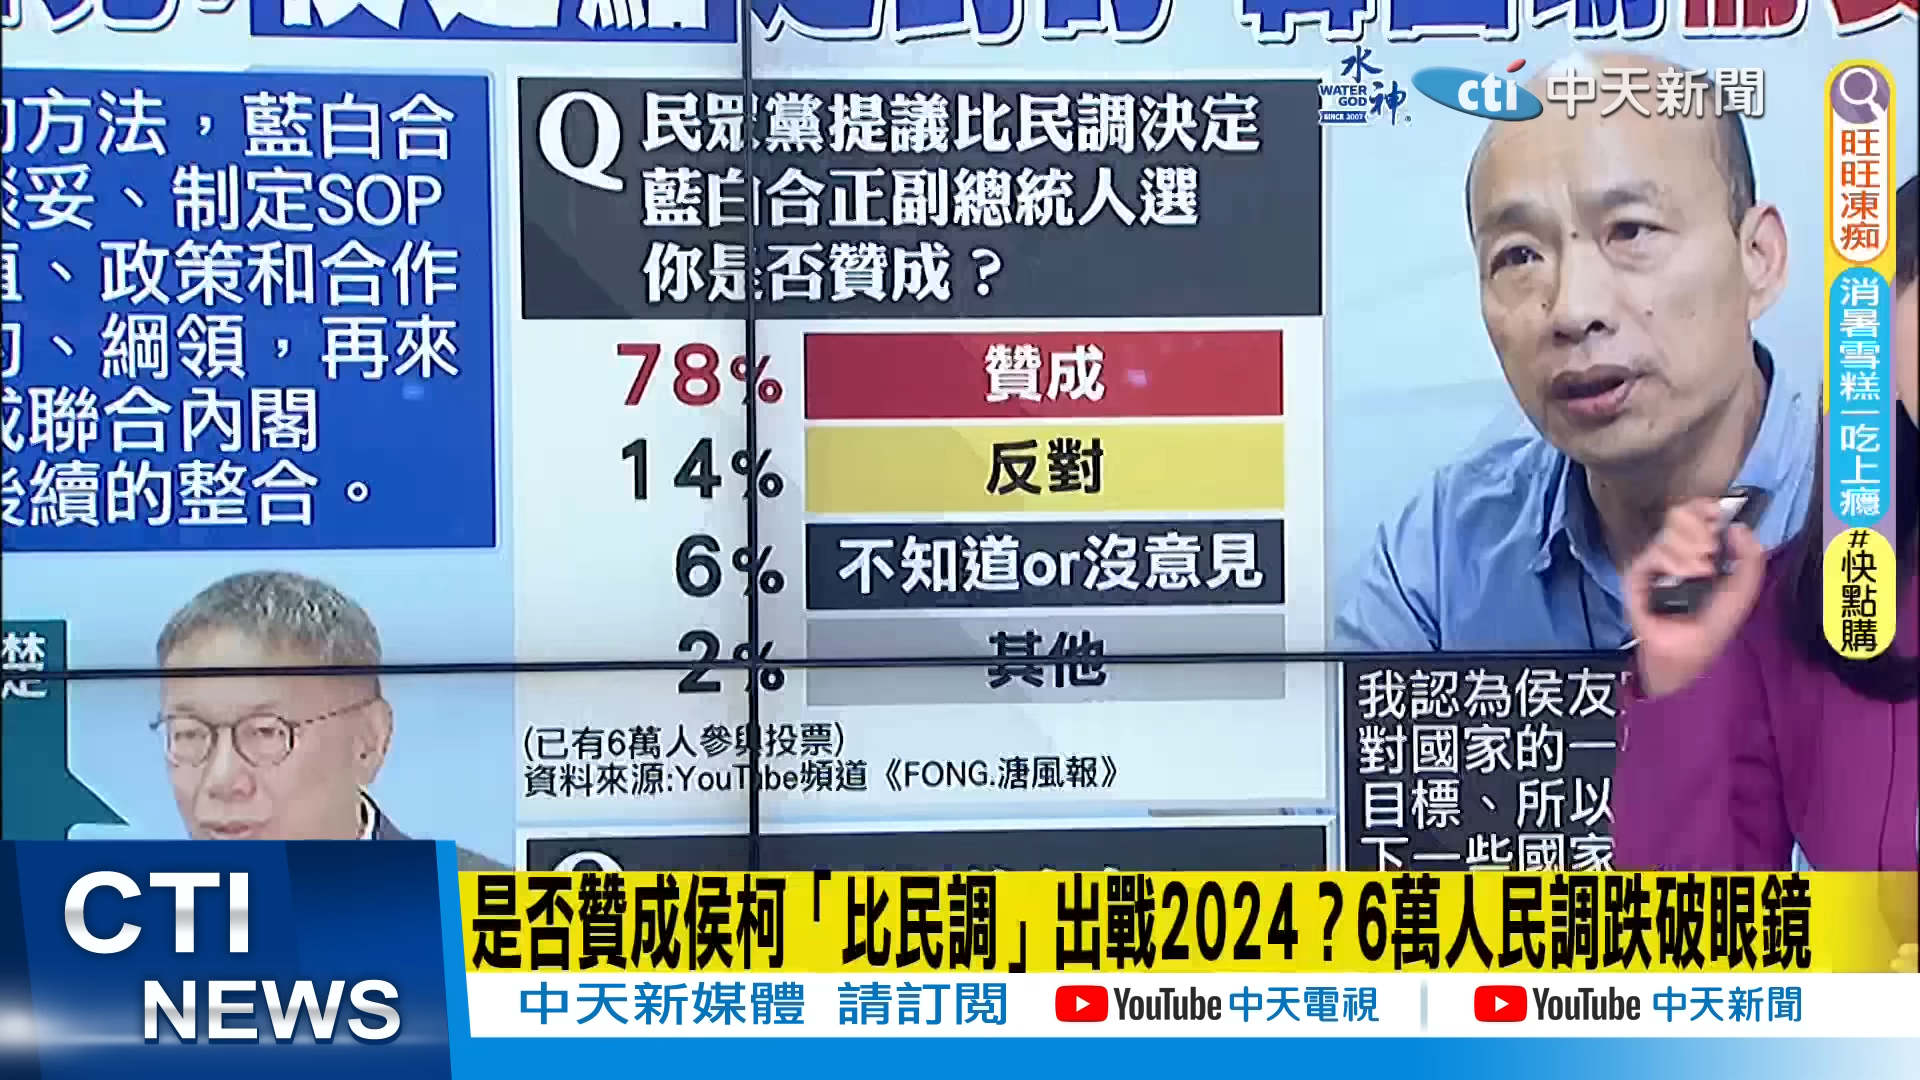 的方法，藍白合
談妥、制定SOP
、政策和合作
的、綱領，再來
成聯合內閣
後續的整合。
楚
Q 民眾黨提議比民調決定
藍白合正副總統人選
你是否贊成？
78% 贊成
14% 反對
6% 不知道or沒意見
2% 其他
(已有6萬人參與投票)
資料來源:YouTube頻道《FONG.溏風報》
Q
水神
WATER GOD
SINCE 2007
cti 中天新聞
旺旺凍痴
消暑雪糕一吃上癮
#快點購
我認為侯友
對國家的一
目標、所以
下一些國家
CTI NEWS
是否贊成侯柯「比民調」出戰2024？6萬人民調跌破眼鏡
中天新媒體 請訂閱 YouTube 中天電視 YouTube 中天新聞